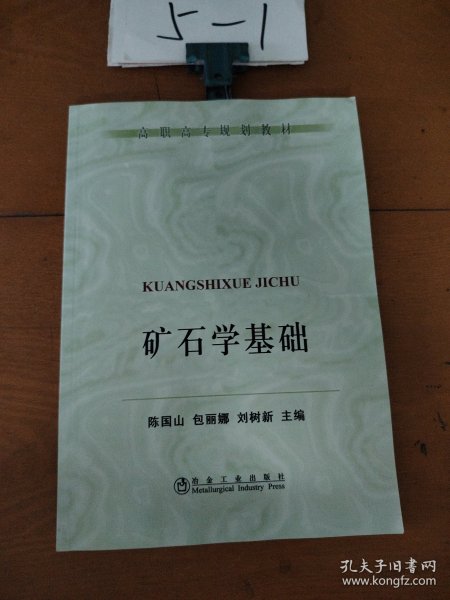 5-1
高职高专规划教材
KUANGSHIXUE JICHU
矿石学基础
陈国山 包丽娜 刘树新 主编
冶金工业出版社
Metallurgical Industry Press
孔夫子旧书网
www.kongfz.com